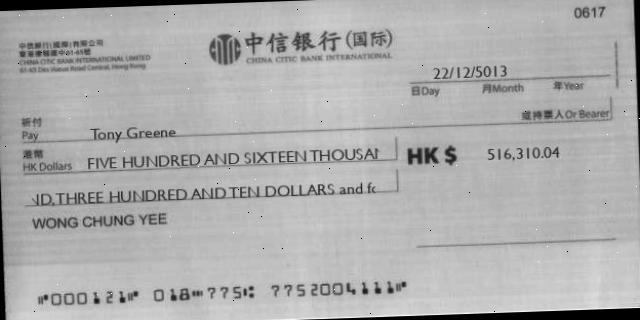 0617
中信銀行(國際)有限公司
香港德輔道中61-65號
CHINA CITIC BANK INTERNATIONAL LIMITED
61-65 Des Voeux Road Central, Hong Kong
中信銀行(国际)
CHINA CITIC BANK INTERNATIONAL
22/12/5013
日Day 月Month 年Year
祈付
Pay Tony Greene 或持票人Or Bearer
港幣
HK Dollars FIVE HUNDRED AND SIXTEEN THOUSAN HK $ 516,310.04
ND, THREE HUNDRED AND TEN DOLLARS and fo
WONG CHUNG YEE
⑈000121⑈ 018⑉775⑆ 7752004111⑈